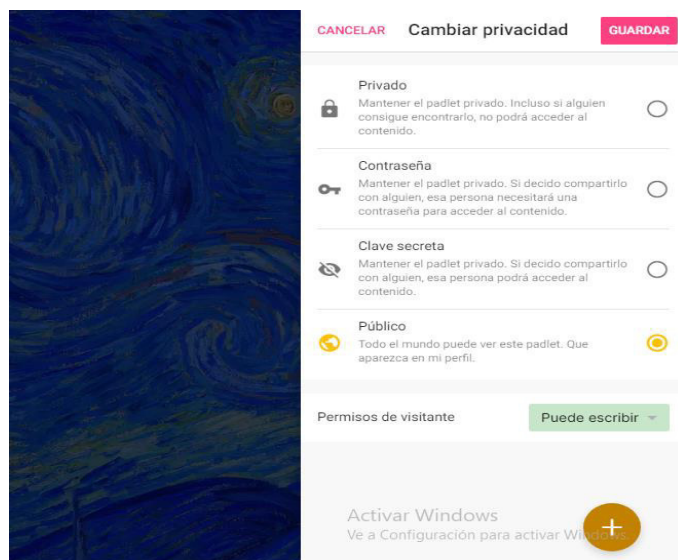 CANCELAR Cambiar privacidad GUARDAR
Privado
Mantener el padlet privado. Incluso si alguien
consigue encontrarlo, no podrá acceder al
contenido.
Contraseña
Mantener el padlet privado. Si decido compartirlo
con alguien, esa persona necesitará una
contraseña para acceder al contenido.
Clave secreta
Mantener el padlet privado. Si decido compartirlo
con alguien, esa persona podrá acceder al
contenido.
Público
Todo el mundo puede ver este padlet. Que
aparezca en mi perfil.
Permisos de visitante Puede escribir
Activar Windows
Ve a Configuración para activar Windows.